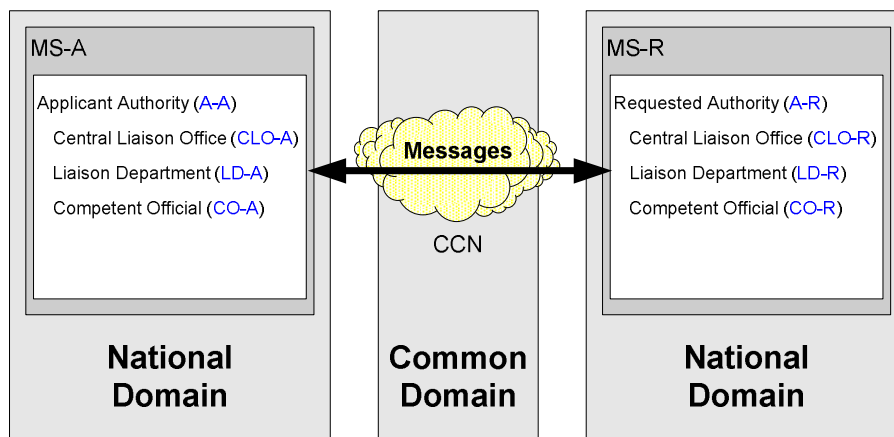 MS-A
Applicant Authority (A-A)
Central Liaison Office (CLO-A)
Liaison Department (LD-A)
Competent Official (CO-A)
National
Domain
Messages
CCN
Common
Domain
MS-R
Requested Authority (A-R)
Central Liaison Office (CLO-R)
Liaison Department (LD-R)
Competent Official (CO-R)
National
Domain